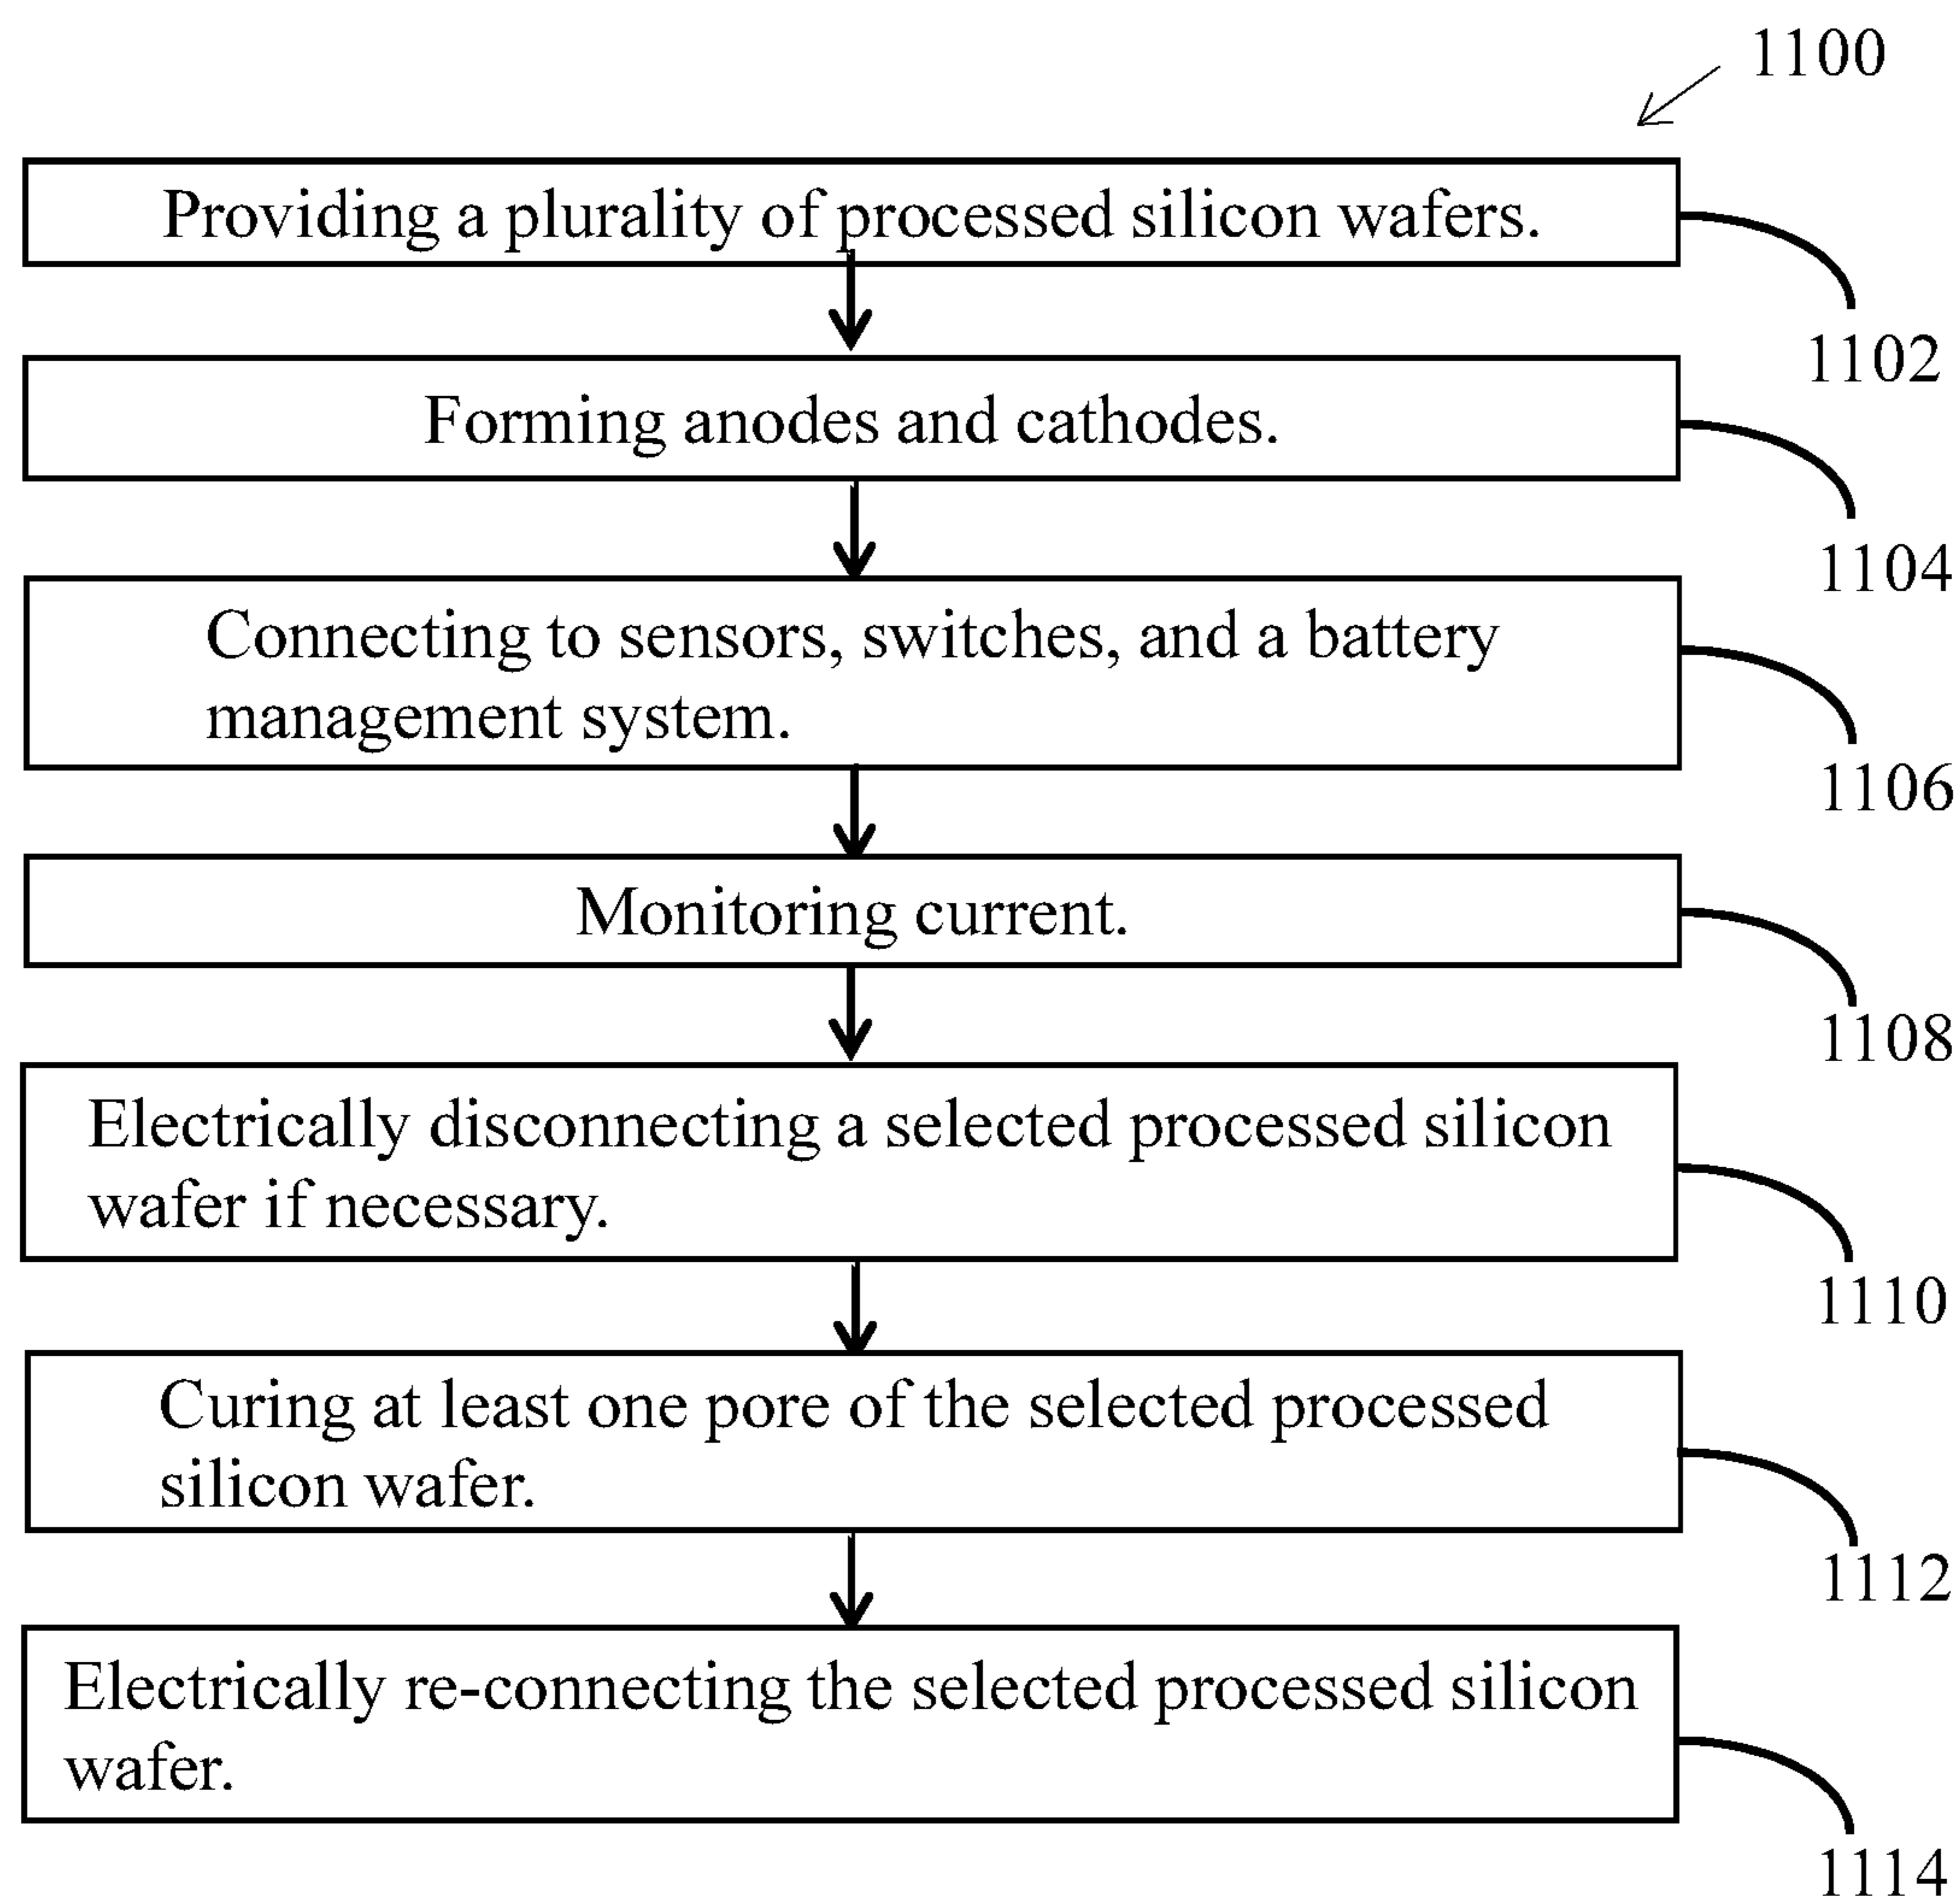 1100
Providing a plurality of processed silicon wafers.
1102
Forming anodes and cathodes.
1104
Connecting to sensors, switches, and a battery
management system.
1106
Monitoring current.
1108
Electrically disconnecting a selected processed silicon
wafer if necessary.
1110
Curing at least one pore of the selected processed
silicon wafer.
1112
Electrically re-connecting the selected processed silicon
wafer.
1114